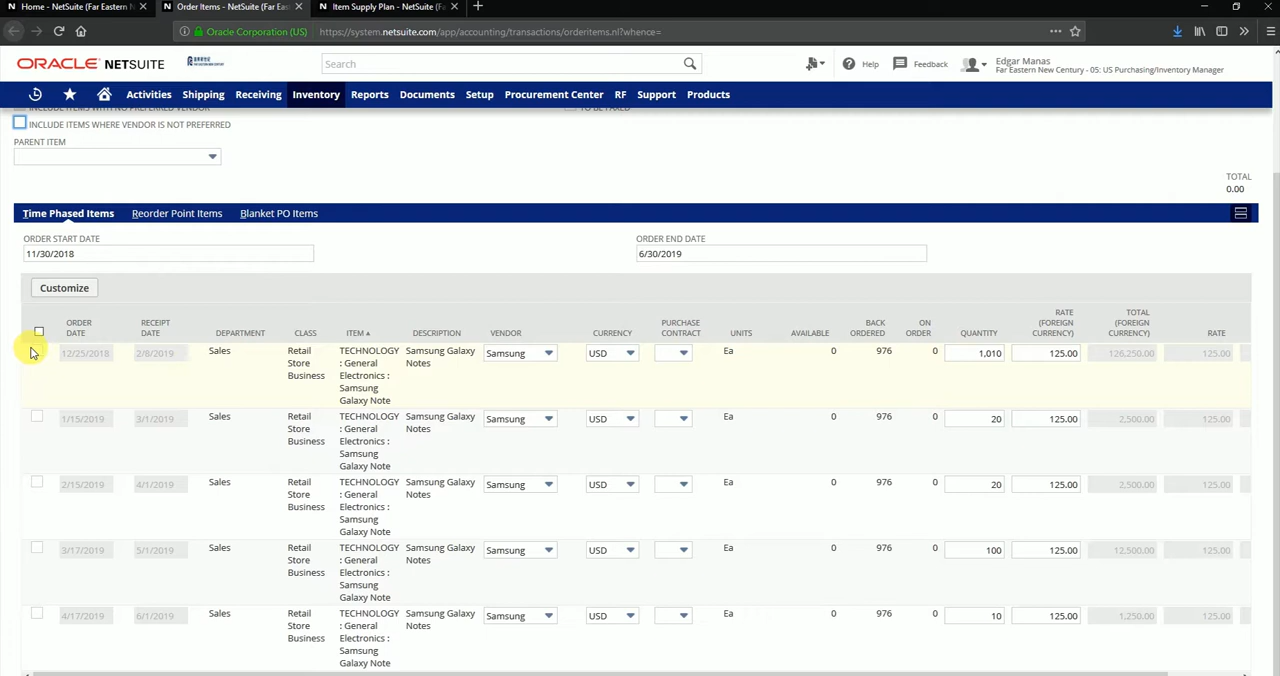 Home - NetSuite (Far Eastern N
Order Items - NetSuite (Far Eas
Item Supply Plan - NetSuite (Fa
Oracle Corporation (US)
https://system.netsuite.com/app/accounting/transactions/orderitems.nl?whence=
ORACLE NETSUITE
Search
Help
Feedback
Edgar Manas
Far Eastern New Century - 05: US Purchasing/Inventory Manager
Activities Shipping Receiving Inventory Reports Documents Setup Procurement Center RF Support Products
INCLUDE ITEMS WITH NO PREFERRED VENDOR
TO BE FAXED
INCLUDE ITEMS WHERE VENDOR IS NOT PREFERRED
PARENT ITEM
TOTAL
0.00
Time Phased Items Reorder Point Items Blanket PO Items
ORDER START DATE
11/30/2018
ORDER END DATE
6/30/2019
Customize
ORDER DATE RECEIPT DATE DEPARTMENT CLASS ITEM DESCRIPTION VENDOR CURRENCY PURCHASE CONTRACT UNITS AVAILABLE BACK ORDERED ON ORDER QUANTITY RATE (FOREIGN CURRENCY) TOTAL (FOREIGN CURRENCY) RATE
12/25/2018 2/8/2019 Sales Retail Store Business TECHNOLOGY : General Electronics : Samsung Galaxy Note Samsung Galaxy Notes Samsung USD Ea 0 976 0 1,010 125.00 126,250.00 125.00
1/15/2019 3/1/2019 Sales Retail Store Business TECHNOLOGY : General Electronics : Samsung Galaxy Note Samsung Galaxy Notes Samsung USD Ea 0 976 0 20 125.00 2,500.00 125.00
2/15/2019 4/1/2019 Sales Retail Store Business TECHNOLOGY : General Electronics : Samsung Galaxy Note Samsung Galaxy Notes Samsung USD Ea 0 976 0 20 125.00 2,500.00 125.00
3/17/2019 5/1/2019 Sales Retail Store Business TECHNOLOGY : General Electronics : Samsung Galaxy Note Samsung Galaxy Notes Samsung USD Ea 0 976 0 100 125.00 12,500.00 125.00
4/17/2019 6/1/2019 Sales Retail Store Business TECHNOLOGY : General Electronics : Samsung Galaxy Note Samsung Galaxy Notes Samsung USD Ea 0 976 0 10 125.00 1,250.00 125.00